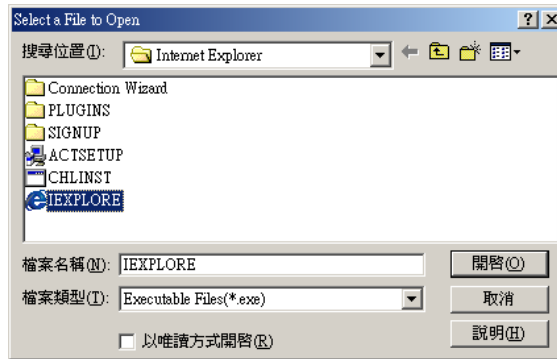 Select a File to Open
搜尋位置(I): Internet Explorer
Connection Wizard
PLUGINS
SIGNUP
ACTSETUP
CHLINST
IEXPLORE
檔案名稱(N): IEXPLORE 開啓(O)
檔案類型(T): Executable Files(*.exe) 取消
以唯讀方式開啓(R) 說明(H)